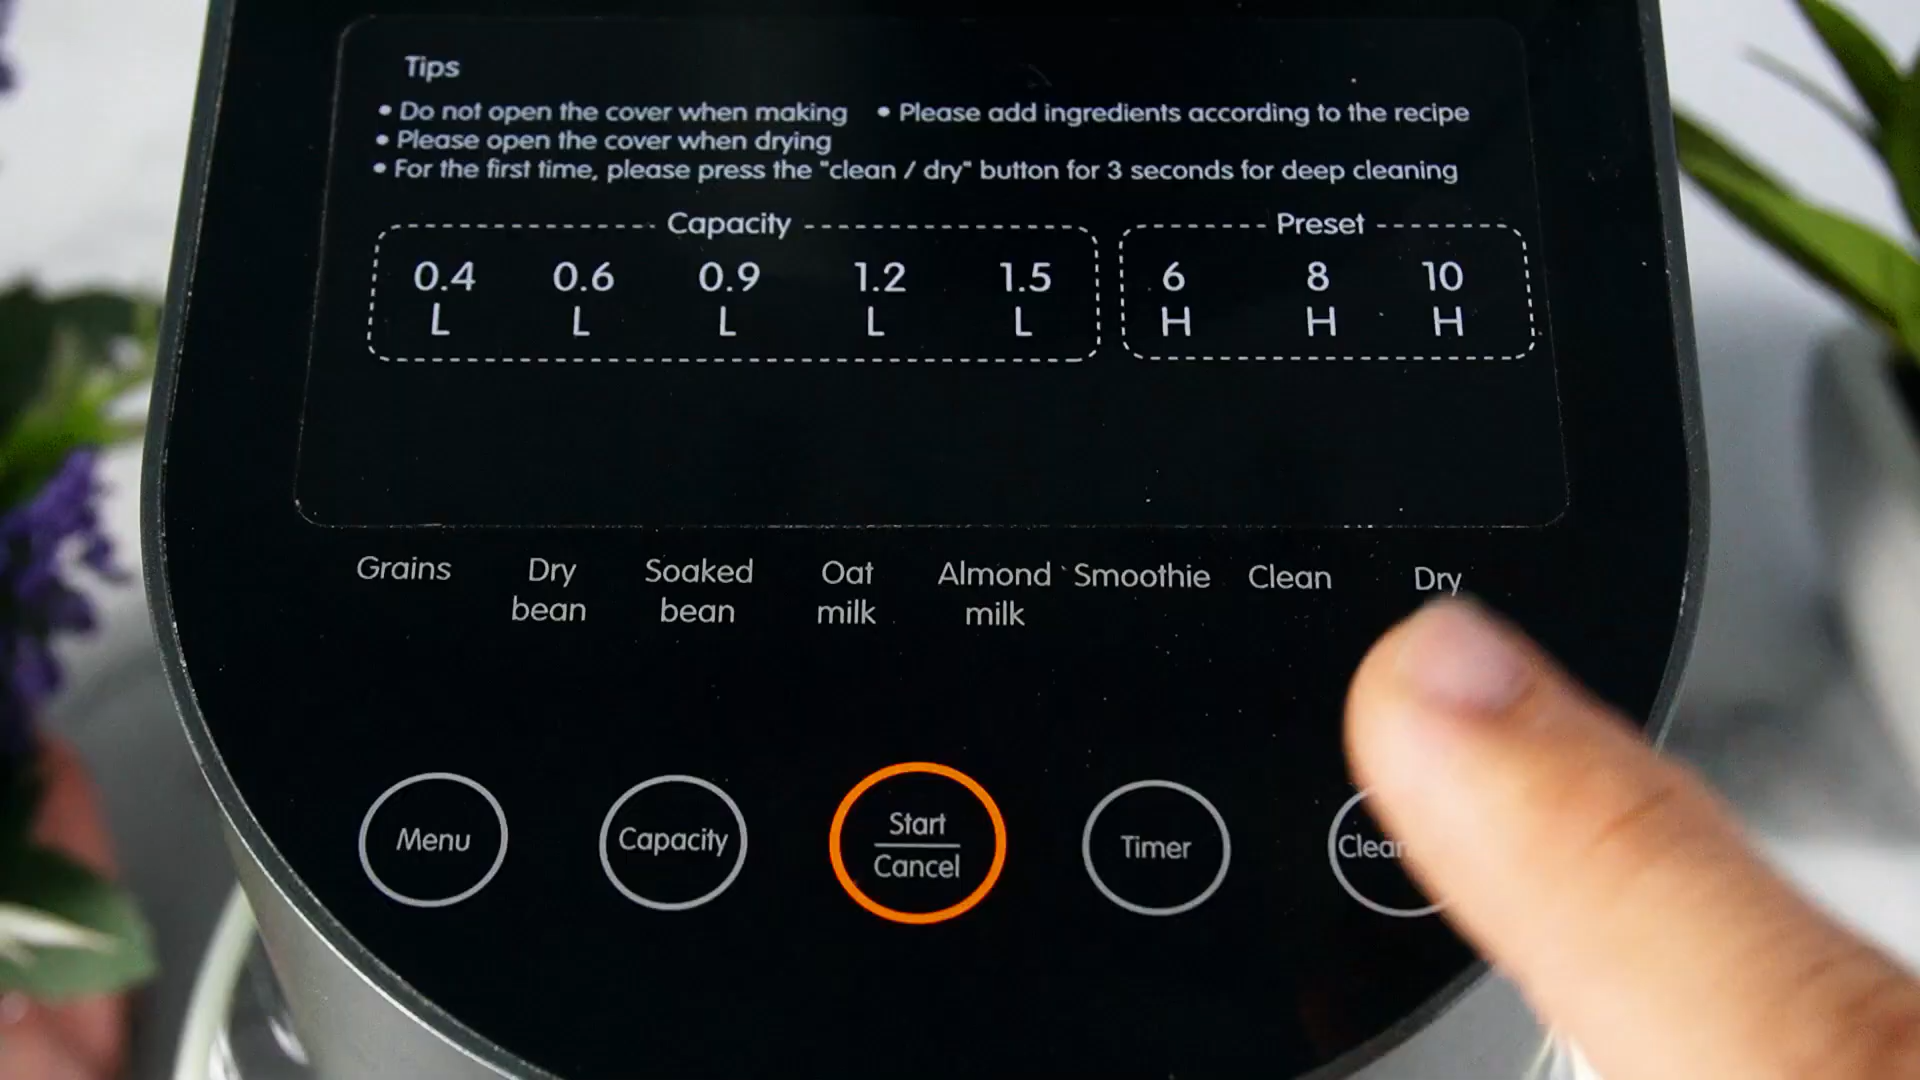 Tips
• Do not open the cover when making • Please add ingredients according to the recipe
• Please open the cover when drying
• For the first time, please press the "clean / dry" button for 3 seconds for deep cleaning
Capacity Preset
0.4 0.6 0.9 1.2 1.5 6 8 10
L L L L L H H H
Grains Dry Soaked Oat Almond Smoothie Clean Dry
bean bean milk milk
Start
Menu Capacity Timer
Cancel